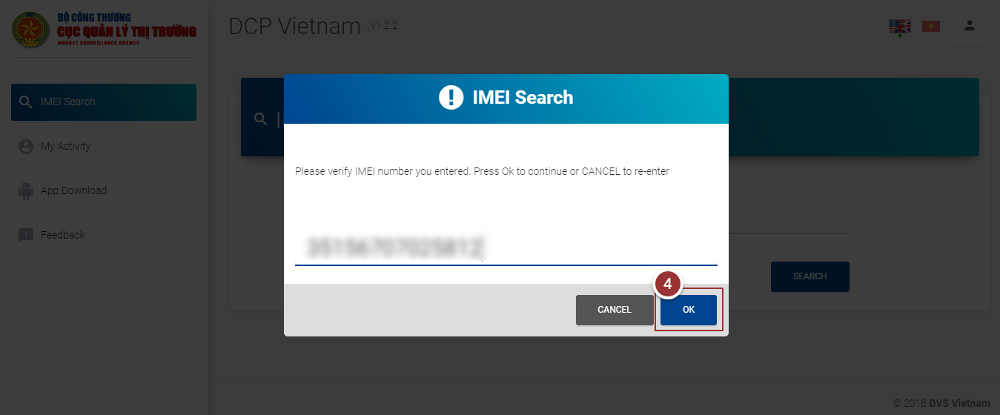 BỘ CÔNG THƯƠNG
CỤC QUẢN LÝ THỊ TRƯỜNG
MARKET SURVEILLANCE AGENCY
DCP Vietnam v1.2.2
IMEI Search
My Activity
App Download
Feedback
IMEI Search
Please verify IMEI number you entered. Press Ok to continue or CANCEL to re-enter
4
CANCEL
OK
SEARCH
© 2018 DVS Vietnam